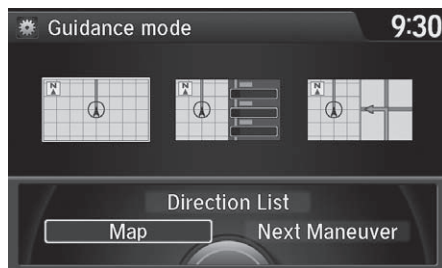 Guidance mode 9:30
N N N
Direction List
Map Next Maneuver